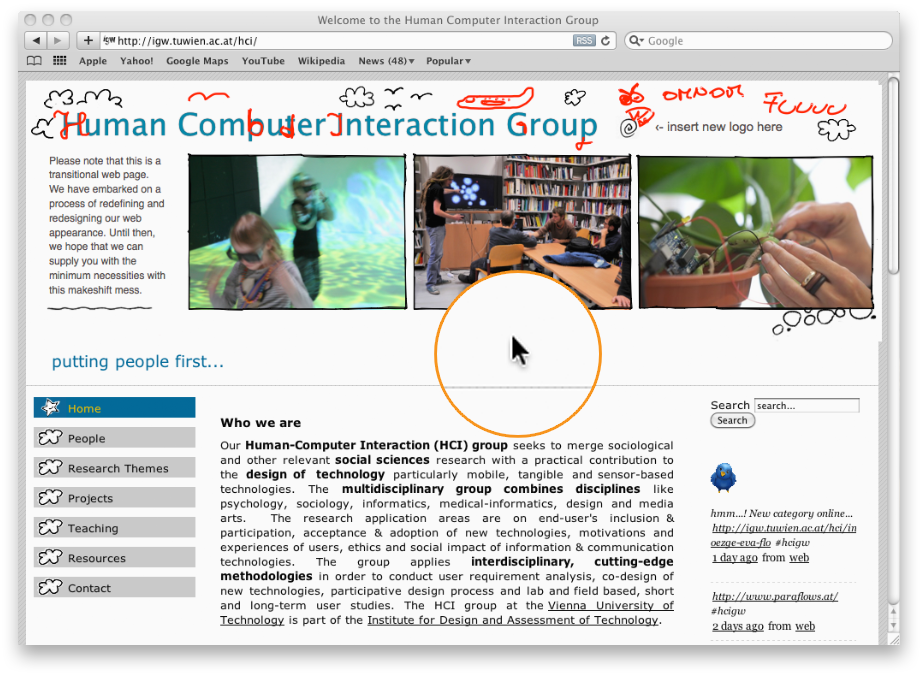 Welcome to the Human Computer Interaction Group
http://igw.tuwien.ac.at/hci/
RSS
Google
Apple Yahoo! Google Maps YouTube Wikipedia News (48) Popular
Human Computer Interaction Group
<- insert new logo here
Please note that this is a
transitional web page.
We have embarked on a
process of redefining and
redesigning our web
appearance. Until then,
we hope that we can
supply you with the
minimum necessities with
this makeshift mess.
putting people first...
Home
People
Research Themes
Projects
Teaching
Resources
Contact
Who we are
Our Human-Computer Interaction (HCI) group seeks to merge sociological
and other relevant social sciences research with a practical contribution to
the design of technology particularly mobile, tangible and sensor-based
technologies. The multidisciplinary group combines disciplines like
psychology, sociology, informatics, medical-informatics, design and media
arts. The research application areas are on end-user's inclusion &
participation, acceptance & adoption of new technologies, motivations and
experiences of users, ethics and social impact of information & communication
technologies. The group applies interdisciplinary, cutting-edge
methodologies in order to conduct user requirement analysis, co-design of
new technologies, participative design process and lab and field based, short
and long-term user studies. The HCI group at the Vienna University of
Technology is part of the Institute for Design and Assessment of Technology.
Search search...
Search
hmm...! New category online...
http://igw.tuwien.ac.at/hci/in
oezge-eva-flo #hcigw
1 day ago from web
http://www.paraflows.at/
#hcigw
2 days ago from web